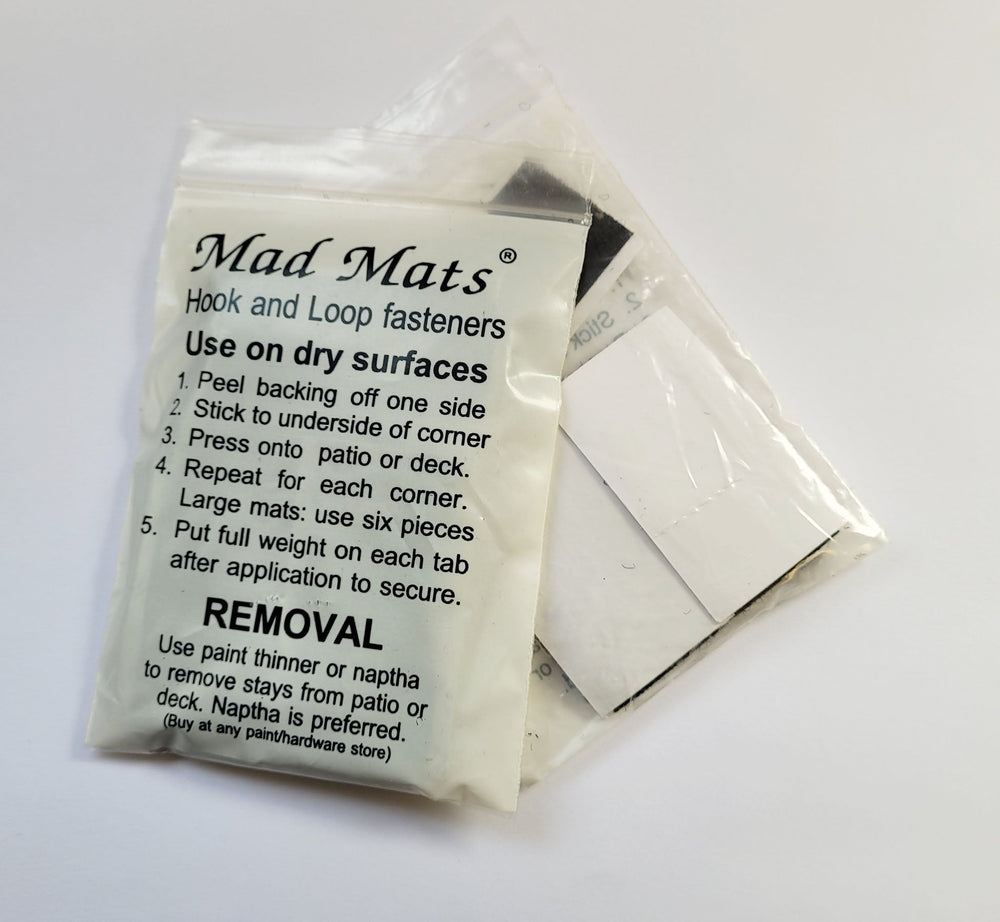 Mad Mats®
Hook and Loop fasteners
Use on dry surfaces
1. Peel backing off one side
2. Stick to underside of corner
3. Press onto patio or deck.
4. Repeat for each corner.
Large mats: use six pieces
5. Put full weight on each tab
after application to secure.
REMOVAL
Use paint thinner or naptha
to remove stays from patio or
deck. Naptha is preferred.
(Buy at any paint/hardware store)
2. Stick